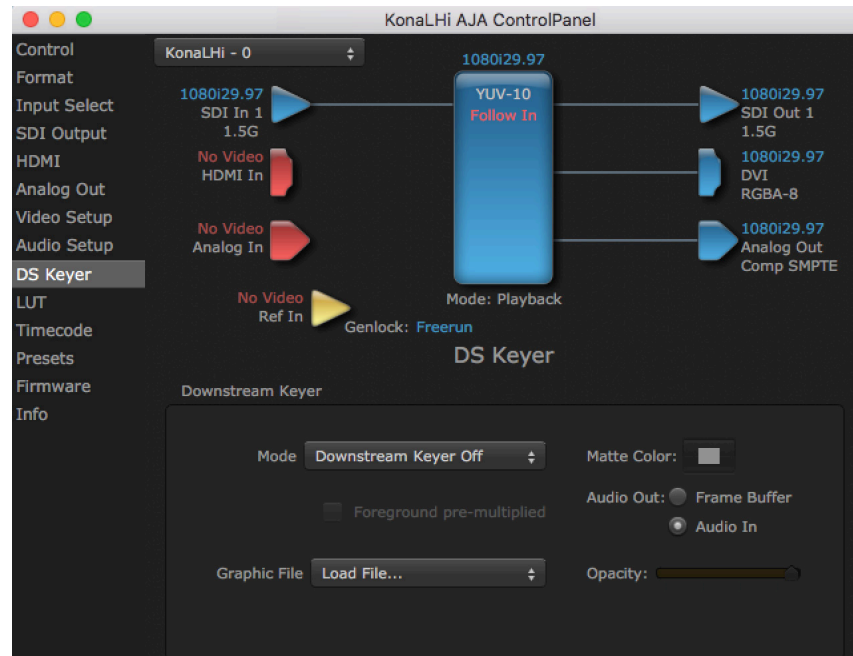 KonaLHi AJA ControlPanel
Control
Format
Input Select
SDI Output
HDMI
Analog Out
Video Setup
Audio Setup
DS Keyer
LUT
Timecode
Presets
Firmware
Info
KonaLHi - 0
1080i29.97
1080i29.97
SDI In 1
1.5G
No Video
HDMI In
No Video
Analog In
No Video
Ref In
YUV-10
Follow In
1080i29.97
SDI Out 1
1.5G
1080i29.97
DVI
RGBA-8
1080i29.97
Analog Out
Comp SMPTE
Mode: Playback
Genlock: Freerun
DS Keyer
Downstream Keyer
Mode Downstream Keyer Off
Foreground pre-multiplied
Graphic File Load File...
Matte Color:
Audio Out: Frame Buffer
Audio In
Opacity: